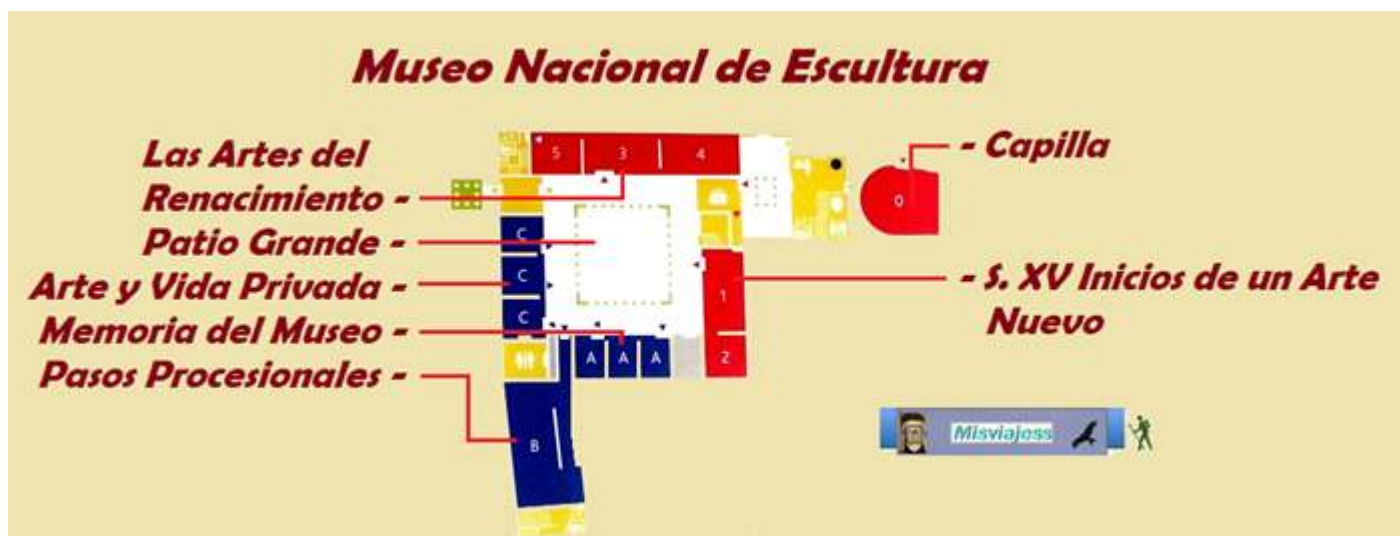 Museo Nacional de Escultura
Las Artes del
Renacimiento -
Patio Grande -
Arte y Vida Privada -
Memoria del Museo -
Pasos Procesionales -
- Capilla
- S. XV Inicios de un Arte
Nuevo
5 3 4
0
C
C
C
1
2
A A A
B
Misviajess